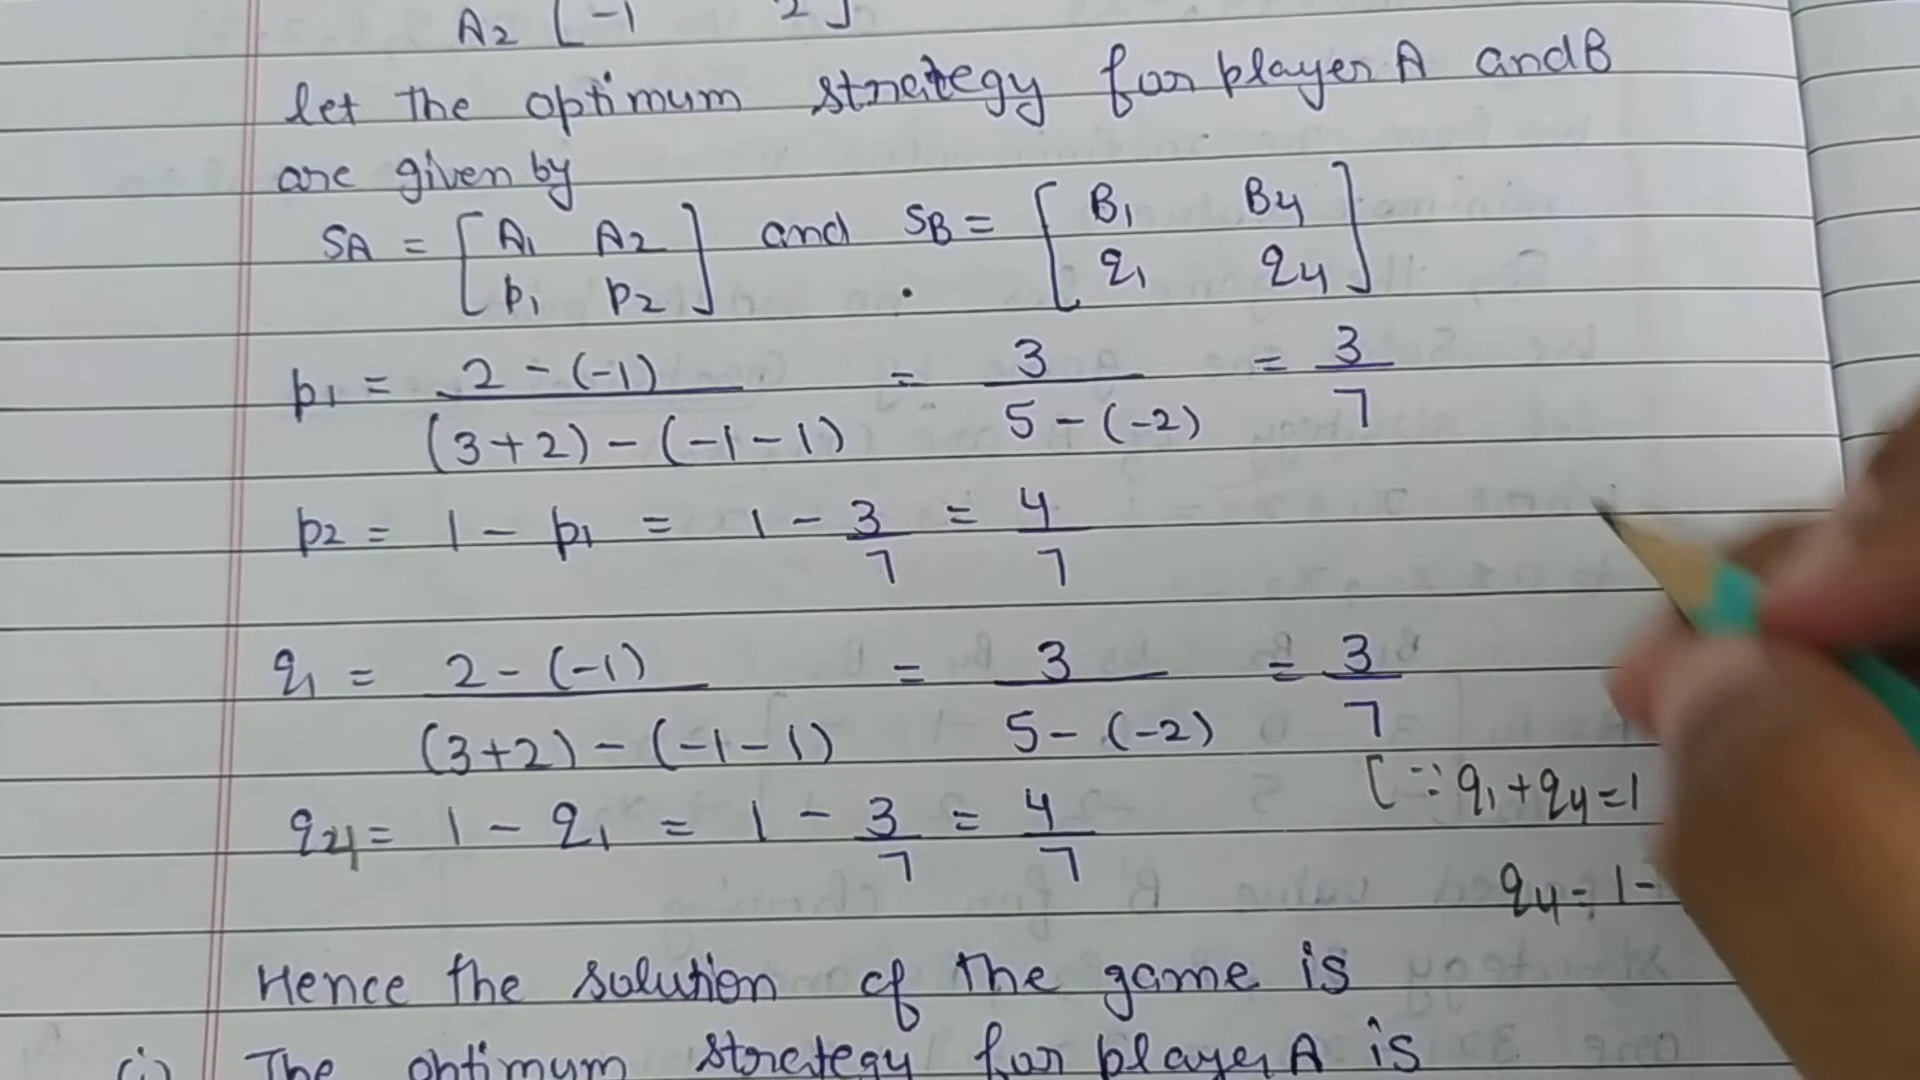 A2 [ -1 2 ]
let the optimum strategy for player A and B
are given by
SA = [ A1 A2 ] and SB = [ B1 B4 ]
p1 p2 . q1 q4
p1 = 2 - (-1) / (3+2) - (-1-1) = 3 / 5 - (-2) = 3/7
p2 = 1 - p1 = 1 - 3/7 = 4/7
q1 = 2 - (-1) / (3+2) - (-1-1) = 3 / 5 - (-2) = 3/7
[∵ q1 + q4 = 1
q4 = 1 - q1 = 1 - 3/7 = 4/7
q4 = 1 -
Hence the solution of the game is
(i) The optimum strategy for player A is